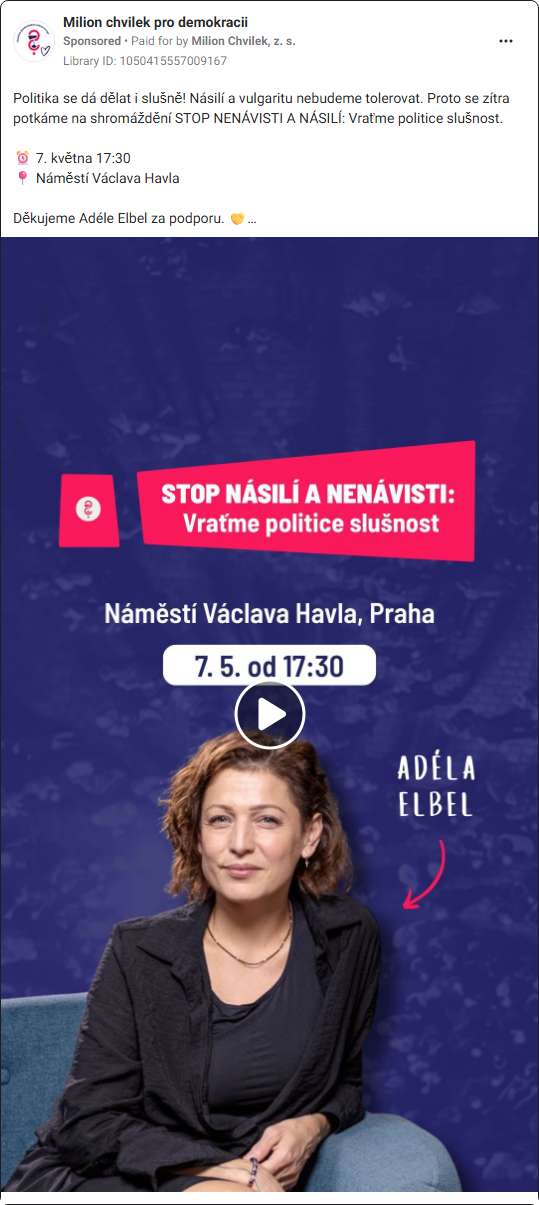 Milion chvilek pro demokracii
Sponsored • Paid for by Milion Chvilek, z. s.
Library ID: 1050415557009167
Politika se dá dělat i slušně! Násilí a vulgaritu nebudeme tolerovat. Proto se zítra
potkáme na shromáždění STOP NENÁVISTI A NÁSILÍ: Vraťme politice slušnost.
⏰ 7. května 17:30
📍 Náměstí Václava Havla
Děkujeme Adéle Elbel za podporu. 🤝 ...
STOP NÁSILÍ A NENÁVISTI:
Vraťme politice slušnost
Náměstí Václava Havla, Praha
7. 5. od 17:30
ADÉLA
ELBEL